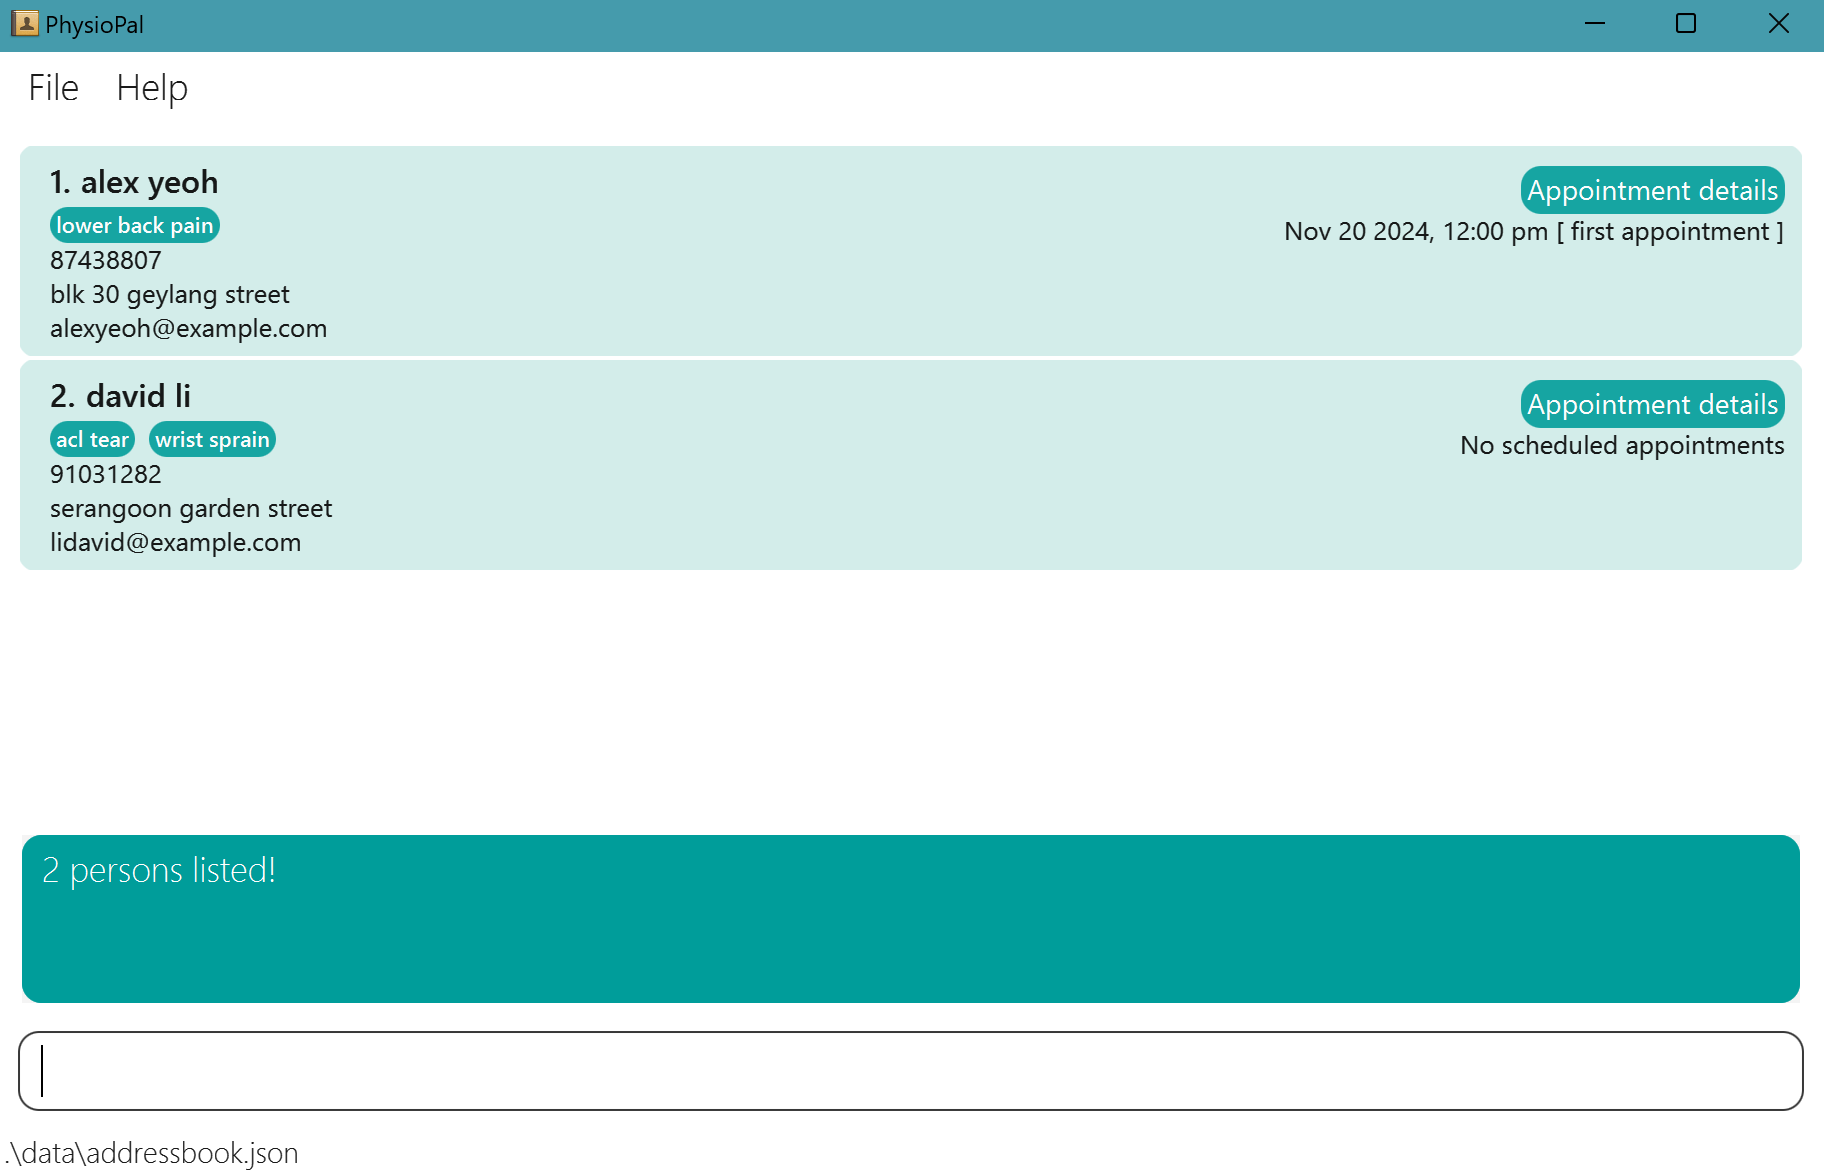 PhysioPal
File Help
1. alex yeoh
lower back pain
87438807
blk 30 geylang street
alexyeoh@example.com
Appointment details
Nov 20 2024, 12:00 pm [ first appointment ]
2. david li
acl tear wrist sprain
91031282
serangoon garden street
lidavid@example.com
Appointment details
No scheduled appointments
2 persons listed!
.\data\addressbook.json